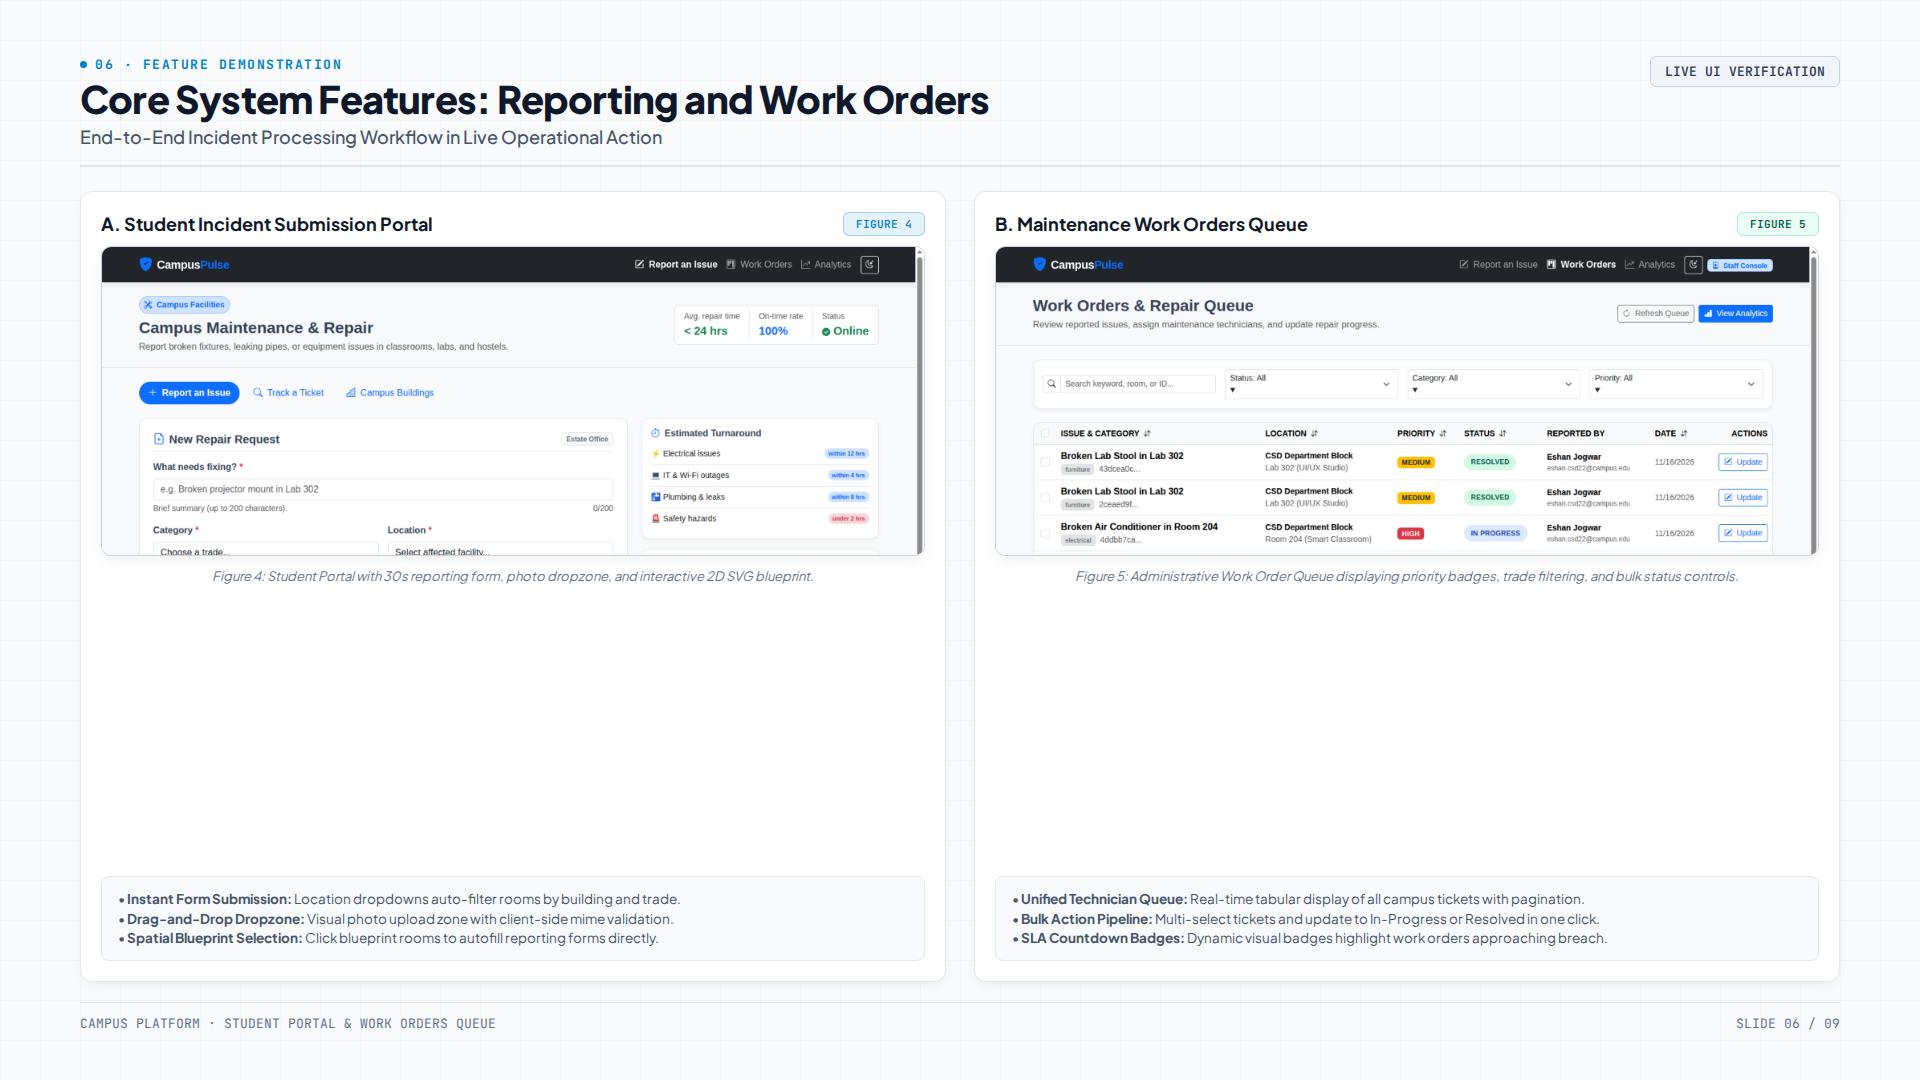 06 · FEATURE DEMONSTRATION
LIVE UI VERIFICATION
Core System Features: Reporting and Work Orders
End-to-End Incident Processing Workflow in Live Operational Action
A. Student Incident Submission Portal
FIGURE 4
CampusPulse
Report an Issue
Work Orders
Analytics
Campus Facilities
Campus Maintenance & Repair
Report broken fixtures, leaking pipes, or equipment issues in classrooms, labs, and hostels.
Avg. repair time
< 24 hrs
On-time rate
100%
Status
Online
+ Report an Issue
Track a Ticket
Campus Buildings
New Repair Request
Estate Office
What needs fixing? *
e.g. Broken projector mount in Lab 302
Brief summary (up to 200 characters).
0/200
Category *
Location *
Choose a trade...
Select affected facility...
Estimated Turnaround
Electrical issues
within 12 hrs
IT & Wi-Fi outages
within 4 hrs
Plumbing & leaks
within 8 hrs
Safety hazards
under 2 hrs
Figure 4: Student Portal with 30s reporting form, photo dropzone, and interactive 2D SVG blueprint.
• Instant Form Submission: Location dropdowns auto-filter rooms by building and trade.
• Drag-and-Drop Dropzone: Visual photo upload zone with client-side mime validation.
• Spatial Blueprint Selection: Click blueprint rooms to autofill reporting forms directly.
B. Maintenance Work Orders Queue
FIGURE 5
CampusPulse
Report an Issue
Work Orders
Analytics
Staff Console
Work Orders & Repair Queue
Review reported issues, assign maintenance technicians, and update repair progress.
Refresh Queue
View Analytics
Search keyword, room, or ID...
Status: All
Category: All
Priority: All
ISSUE & CATEGORY LOCATION PRIORITY STATUS REPORTED BY DATE ACTIONS
Broken Lab Stool in Lab 302
furniture 43dcea0c...
CSD Department Block
Lab 302 (UI/UX Studio)
MEDIUM
RESOLVED
Eshan Jogwar
eshan.csd22@campus.edu
11/16/2026
Update
Broken Lab Stool in Lab 302
furniture 2ceaed9f...
CSD Department Block
Lab 302 (UI/UX Studio)
MEDIUM
RESOLVED
Eshan Jogwar
eshan.csd22@campus.edu
11/16/2026
Update
Broken Air Conditioner in Room 204
electrical 4ddbb7ca...
CSD Department Block
Room 204 (Smart Classroom)
HIGH
IN PROGRESS
Eshan Jogwar
eshan.csd22@campus.edu
11/16/2026
Update
Figure 5: Administrative Work Order Queue displaying priority badges, trade filtering, and bulk status controls.
• Unified Technician Queue: Real-time tabular display of all campus tickets with pagination.
• Bulk Action Pipeline: Multi-select tickets and update to In-Progress or Resolved in one click.
• SLA Countdown Badges: Dynamic visual badges highlight work orders approaching breach.
CAMPUS PLATFORM · STUDENT PORTAL & WORK ORDERS QUEUE
SLIDE 06 / 09